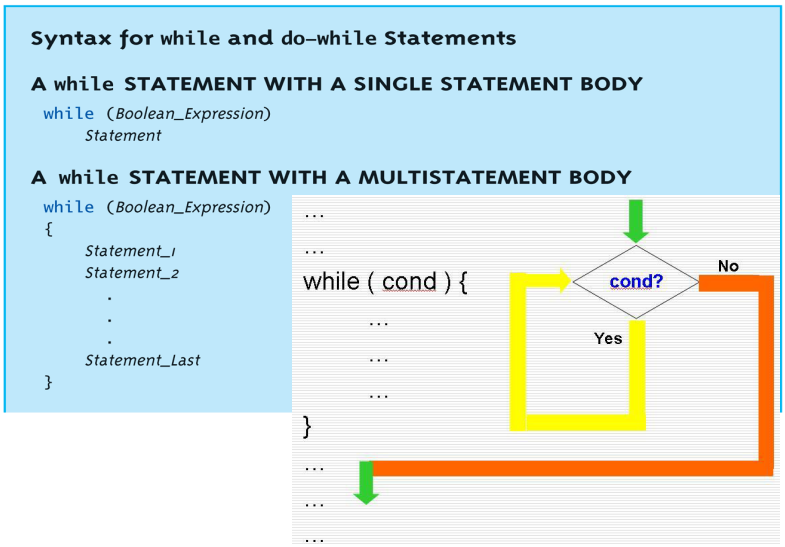 Syntax for while and do-while Statements
A while STATEMENT WITH A SINGLE STATEMENT BODY
while (Boolean_Expression)
Statement
A while STATEMENT WITH A MULTISTATEMENT BODY
while (Boolean_Expression)
{
Statement_1
Statement_2
.
.
.
Statement_Last
}
...
...
while ( cond ) {
...
...
...
}
...
...
...
cond?
No
Yes